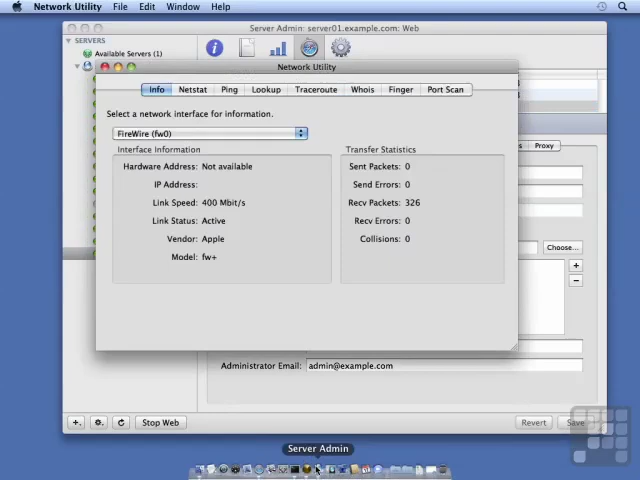 Network Utility File Edit Window Help
Server Admin: server01.example.com: Web
SERVERS
Available Servers (1)
Network Utility
Info Netstat Ping Lookup Traceroute Whois Finger Port Scan
Select a network interface for information.
FireWire (fw0)
Interface Information
Hardware Address: Not available
IP Address:
Link Speed: 400 Mbit/s
Link Status: Active
Vendor: Apple
Model: fw+
Transfer Statistics
Sent Packets: 0
Send Errors: 0
Recv Packets: 326
Recv Errors: 0
Collisions: 0
Proxy
Choose...
+
−
Administrator Email: admin@example.com
Stop Web
Revert
Save
Server Admin